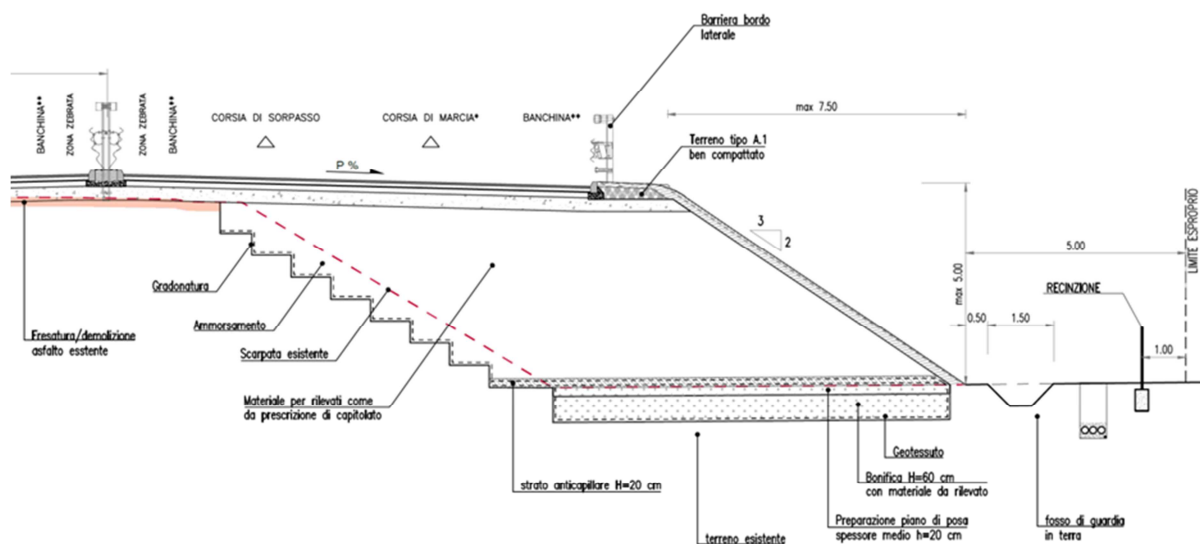 Barriera bordo
laterale
max 7.50
BANCHINA**
ZONA ZEBRATA
ZONA ZEBRATA
BANCHINA**
CORSIA DI SORPASSO
CORSIA DI MARCIA*
BANCHINA**
Terreno tipo A.1
ben compattato
P %
3
2
LIMITE ESPROPRIO
5.00
max 5.00
Gradonatura
RECINZIONE
Ammorsamento
0.50
1.50
1.00
Fresatura/demolizione
asfalto esstente
Scarpata esistente
Materiale per rilevati come
da prescrizione di capitolato
Geotessuto
strato anticapillare H=20 cm
Bonifica H=60 cm
con materiale da rilevato
Preparazione piano di posa
spessore medio h=20 cm
fosso di guardia
in terra
terreno esistente